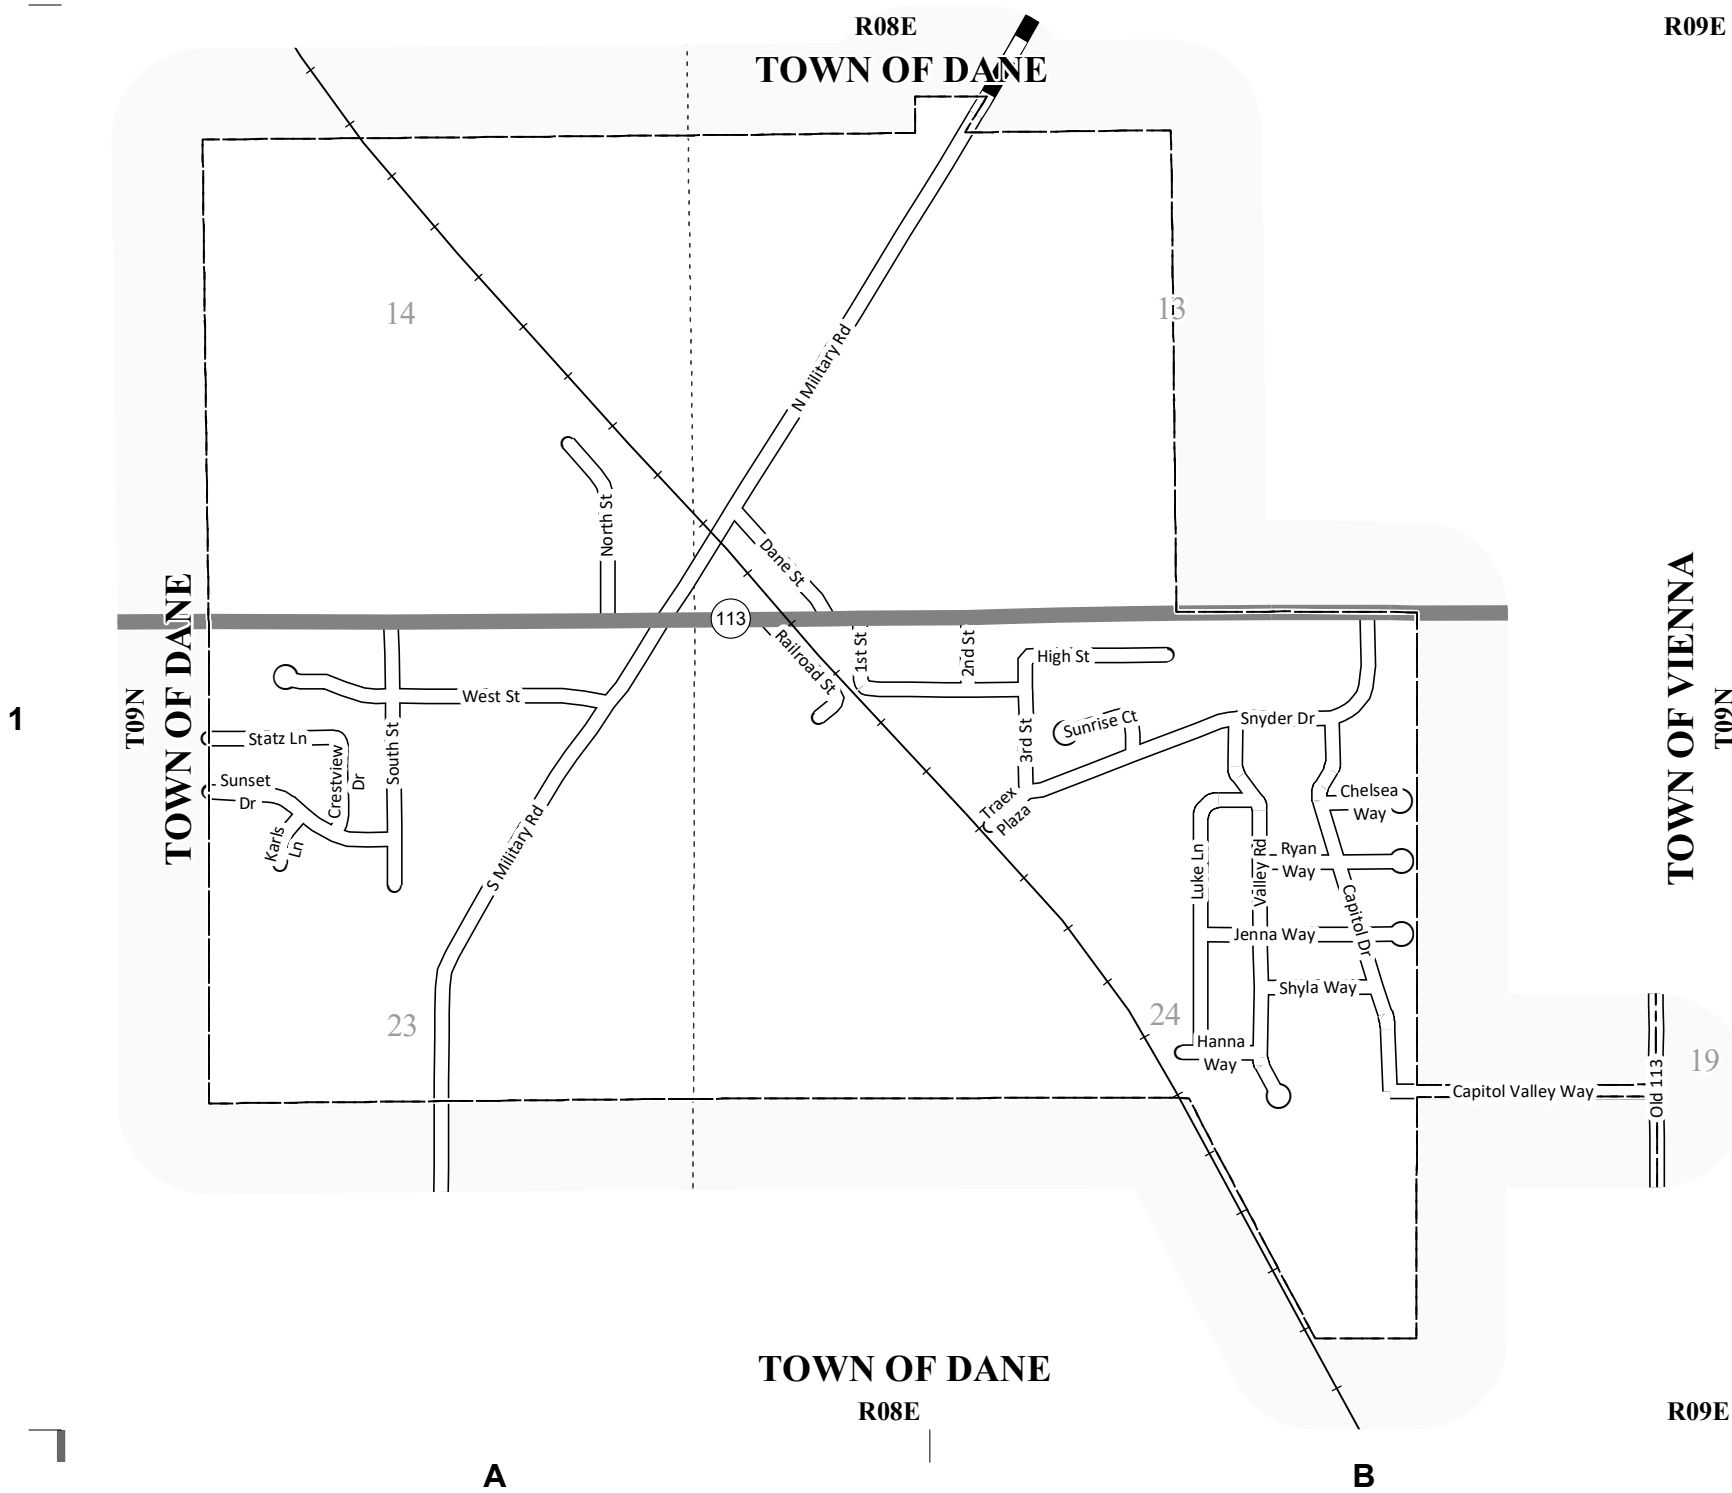 R08E
R09E
TOWN OF DANE
14
13
N Military Rd
North St
Dane St
TOWN OF DANE
T09N
1
TOWN OF VIENNA
T09N
113
Railroad St
1st St
2nd St
High St
West St
Snyder Dr
Sunrise Ct
3rd St
Statz Ln
Crestview
Dr
South St
Sunset
Dr
Karls
Ln
S Military Rd
Traex
Plaza
Chelsea
Way
Luke Ln
Valley Rd
Ryan
Way
Capitol Dr
Jenna Way
Shyla Way
23
24
Hanna
Way
Capitol Valley Way
Old 113
19
TOWN OF DANE
R08E
R09E
A
B